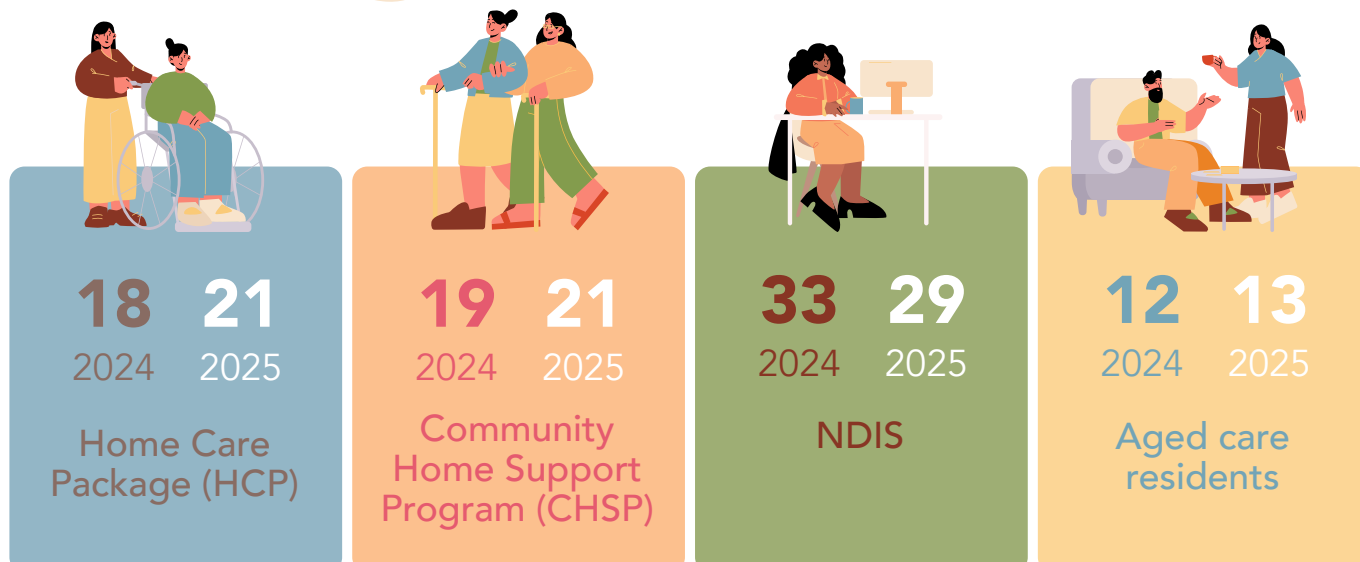 18 21
2024 2025
Home Care
Package (HCP)
19 21
2024 2025
Community
Home Support
Program (CHSP)
33 29
2024 2025
NDIS
12 13
2024 2025
Aged care
residents